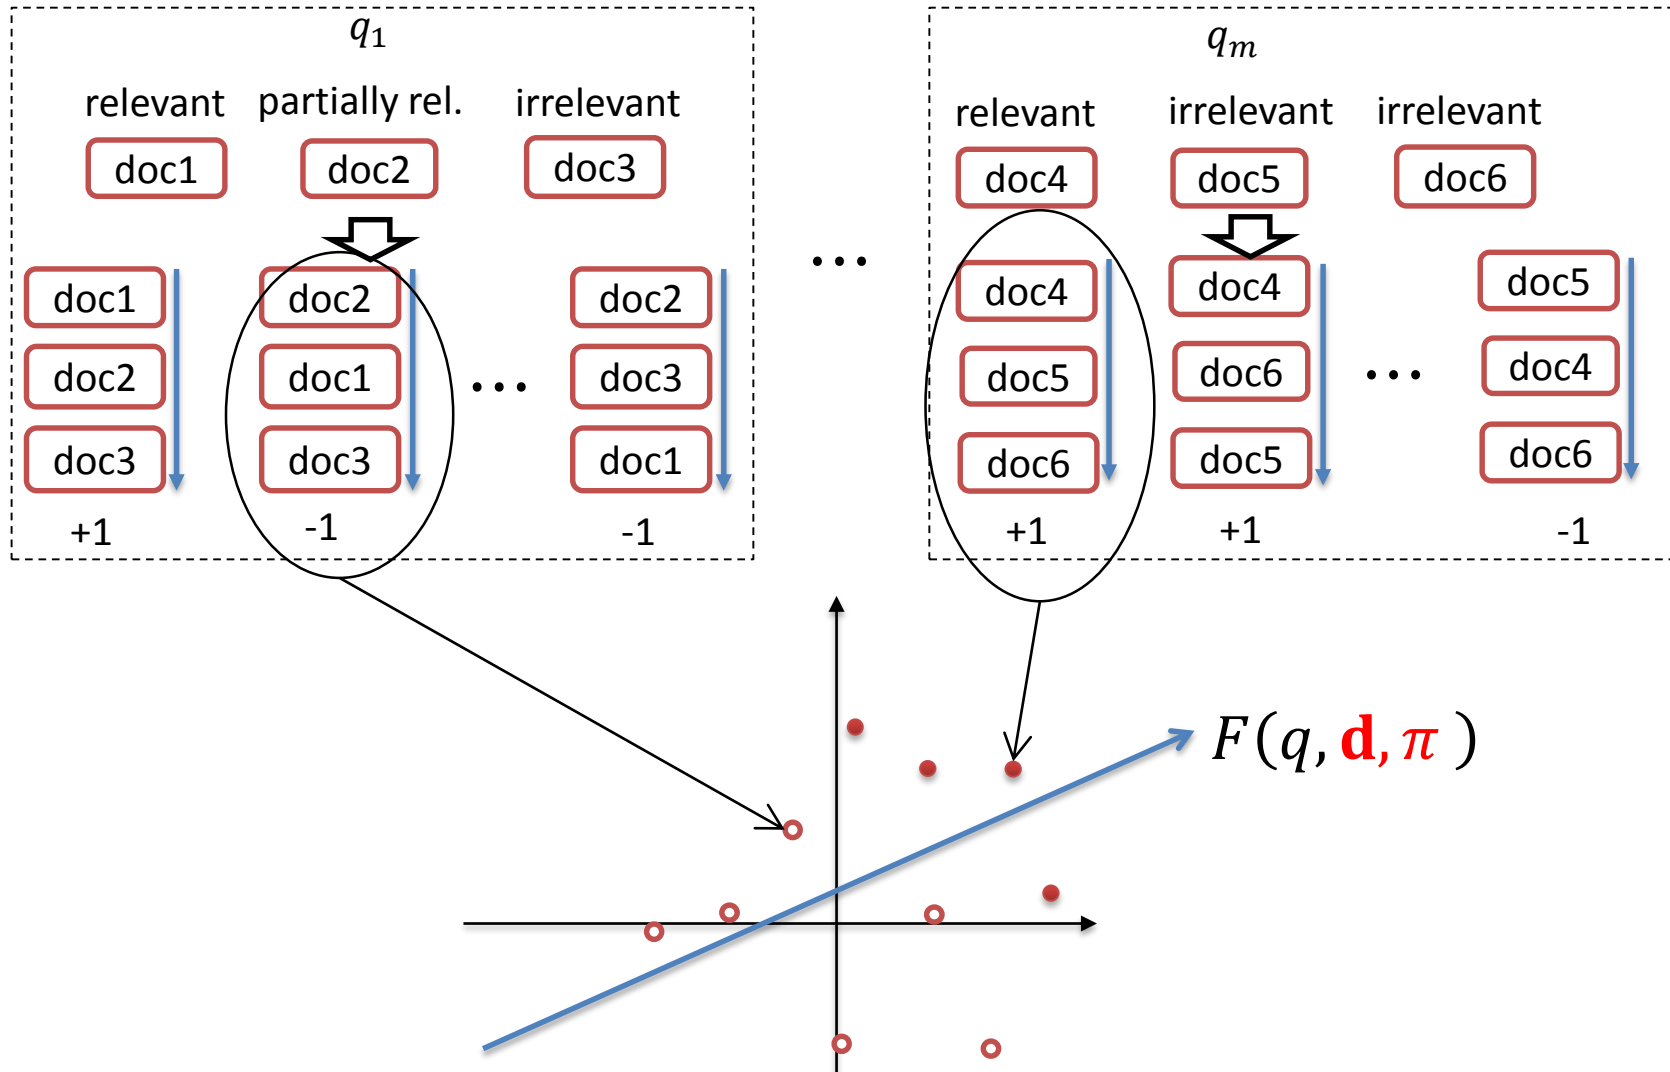 q₁
relevant partially rel. irrelevant
doc1 doc2 doc3
doc1 doc2 ... doc2
doc2 doc1 doc3
doc3 doc3 doc1
+1 -1 -1
...
qₘ
relevant irrelevant irrelevant
doc4 doc5 doc6
doc4 doc4 ... doc5
doc5 doc6 doc4
doc6 doc5 doc6
+1 +1 -1
F(q, d, π )